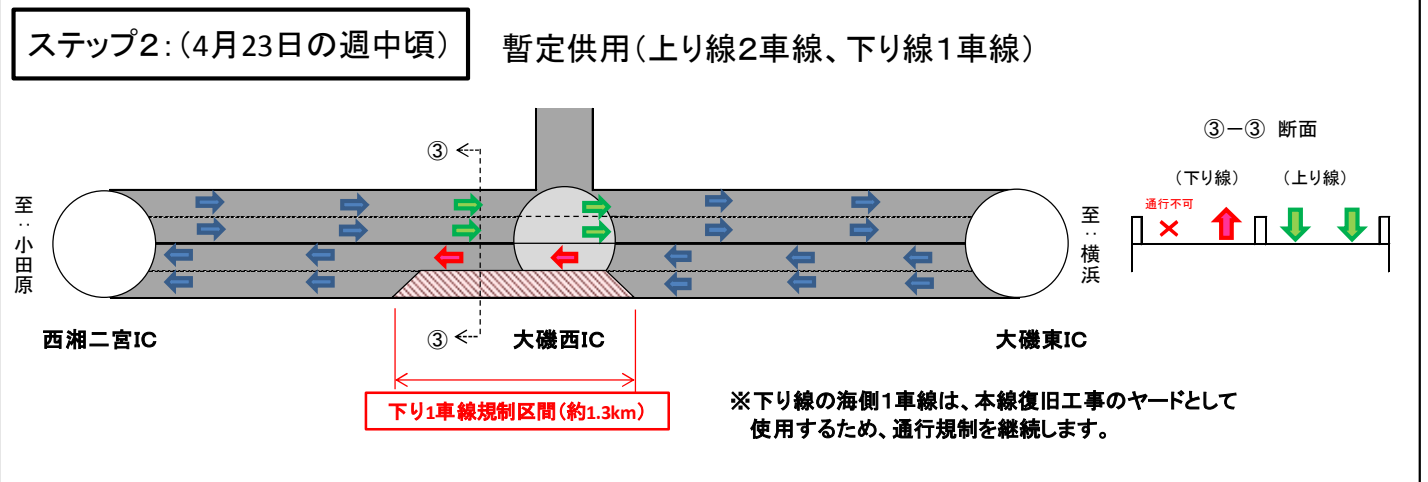 ステップ2:(4月23日の週中頃)
暫定供用(上り線2車線、下り線1車線)
③
③-③ 断面
(下り線)
(上り線)
通行不可
至:小田原
至:横浜
西湘二宮IC
③
大磯西IC
大磯東IC
下り1車線規制区間(約1.3km)
※下り線の海側1車線は、本線復旧工事のヤードとして
使用するため、通行規制を継続します。